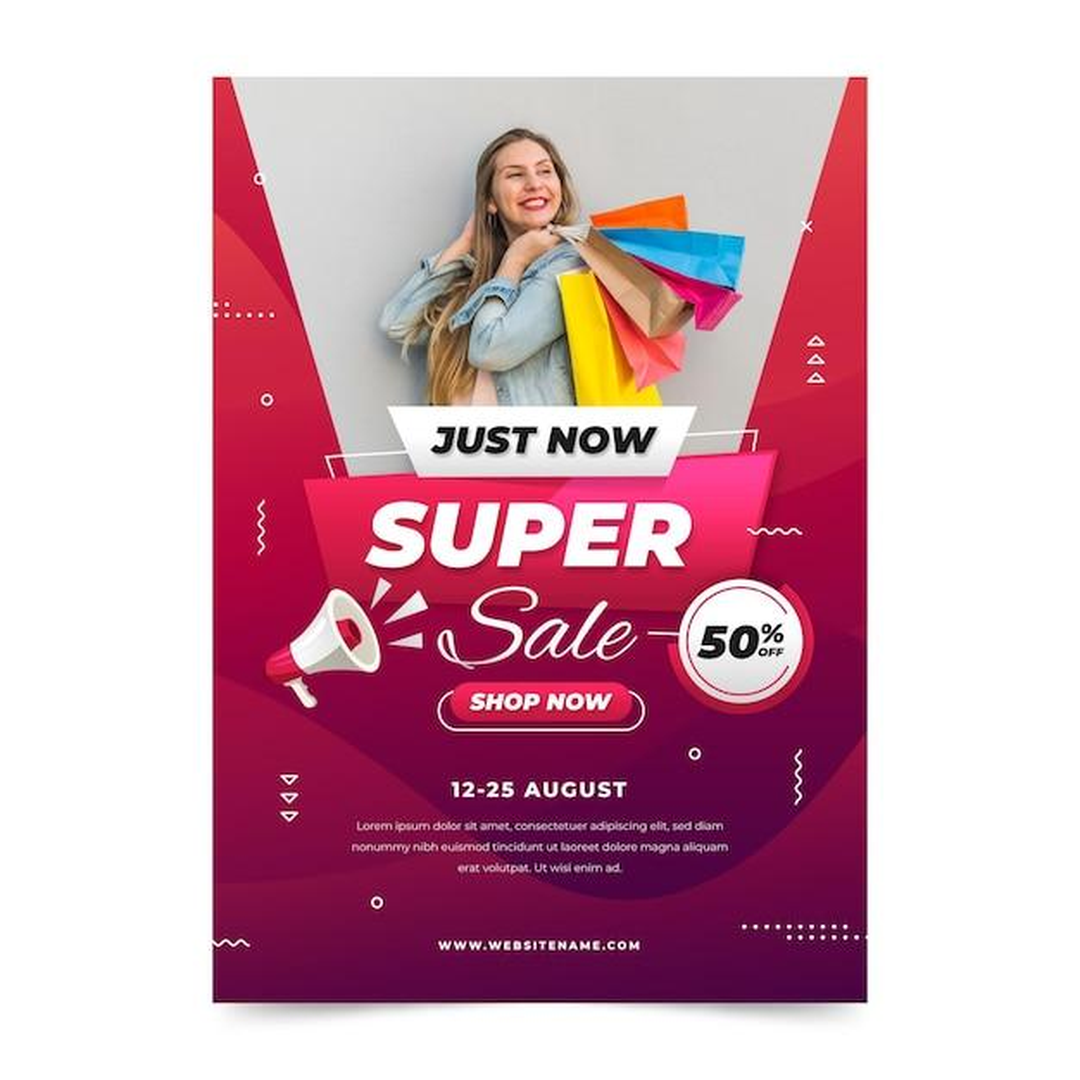 JUST NOW
SUPER
Sale
50% OFF
SHOP NOW
12-25 AUGUST
Lorem ipsum dolor sit amet, consectetuer adipiscing elit, sed diam
nonummy nibh euismod tincidunt ut laoreet dolore magna aliquam
erat volutpat. Ut wisi enim ad.
WWW.WEBSITENAME.COM